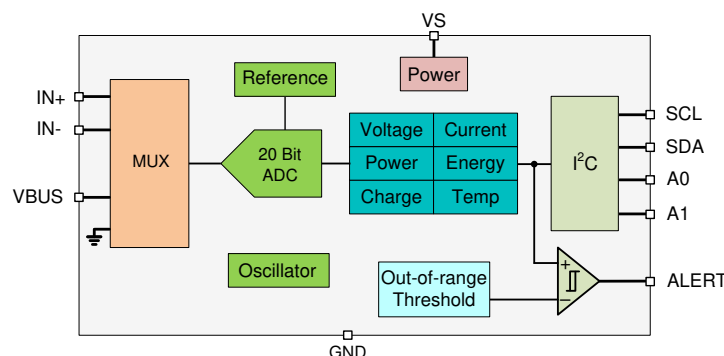 VS
Reference
Power
IN+
IN-
VBUS
MUX
20 Bit
ADC
Voltage
Current
Power
Energy
Charge
Temp
I²C
SCL
SDA
A0
A1
Oscillator
Out-of-range
Threshold
+
−
ALERT
GND